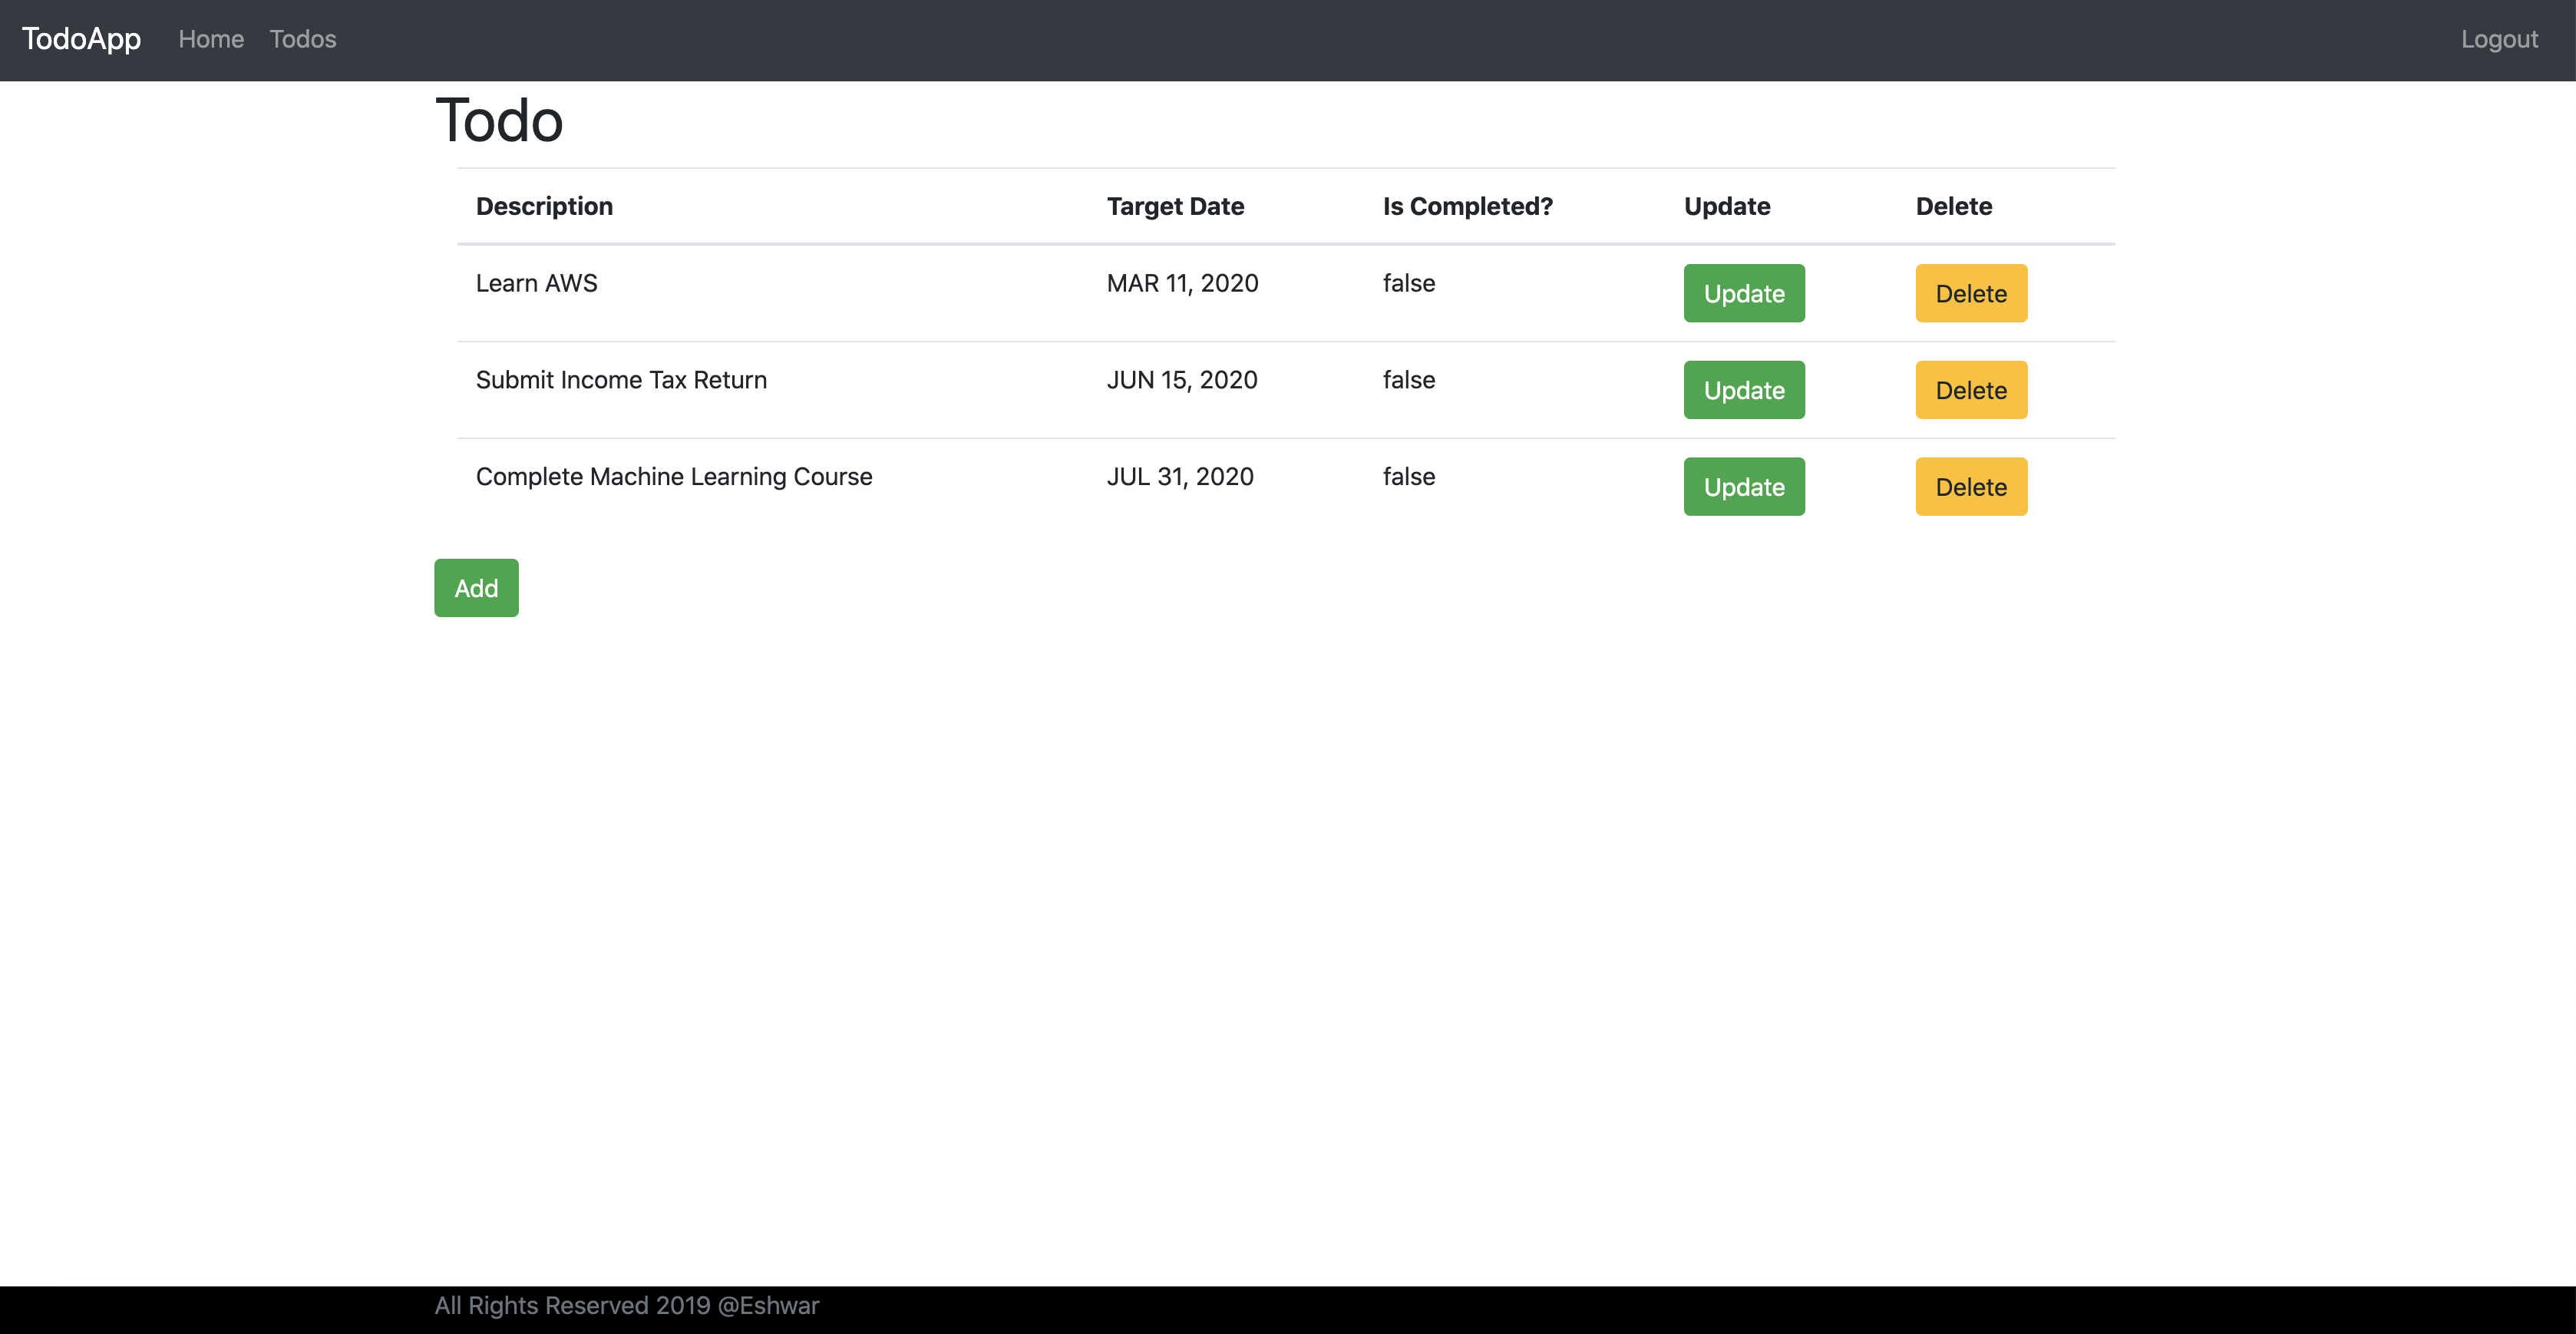 TodoApp Home Todos Logout
Todo
Description Target Date Is Completed? Update Delete
Learn AWS MAR 11, 2020 false Update Delete
Submit Income Tax Return JUN 15, 2020 false Update Delete
Complete Machine Learning Course JUL 31, 2020 false Update Delete
Add
All Rights Reserved 2019 @Eshwar